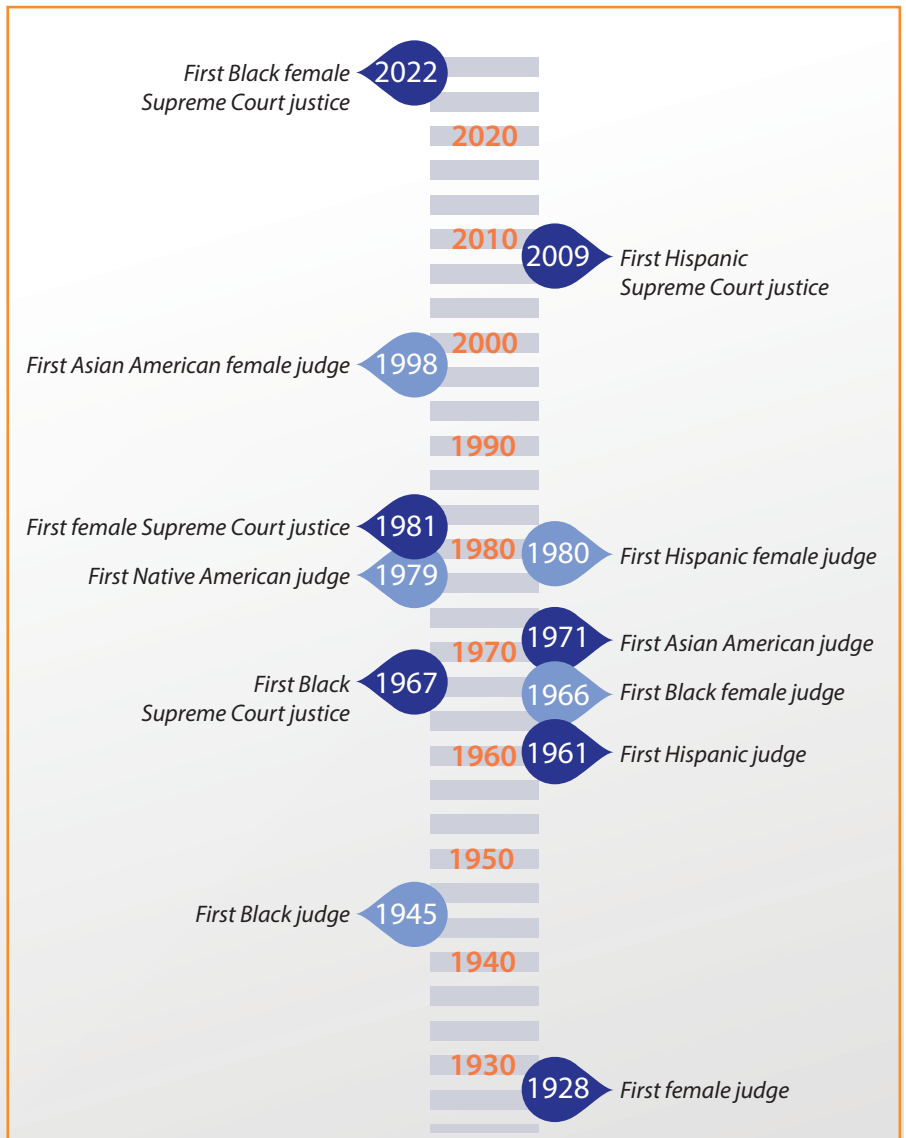 2022
First Black female
Supreme Court justice
2020
2010
2009
First Hispanic
Supreme Court justice
2000
First Asian American female judge
1998
1990
First female Supreme Court justice
1981
1980
1980
First Hispanic female judge
First Native American judge
1979
1971
First Asian American judge
1970
1967
First Black
Supreme Court justice
1966
First Black female judge
1960
1961
First Hispanic judge
1950
First Black judge
1945
1940
1930
1928
First female judge